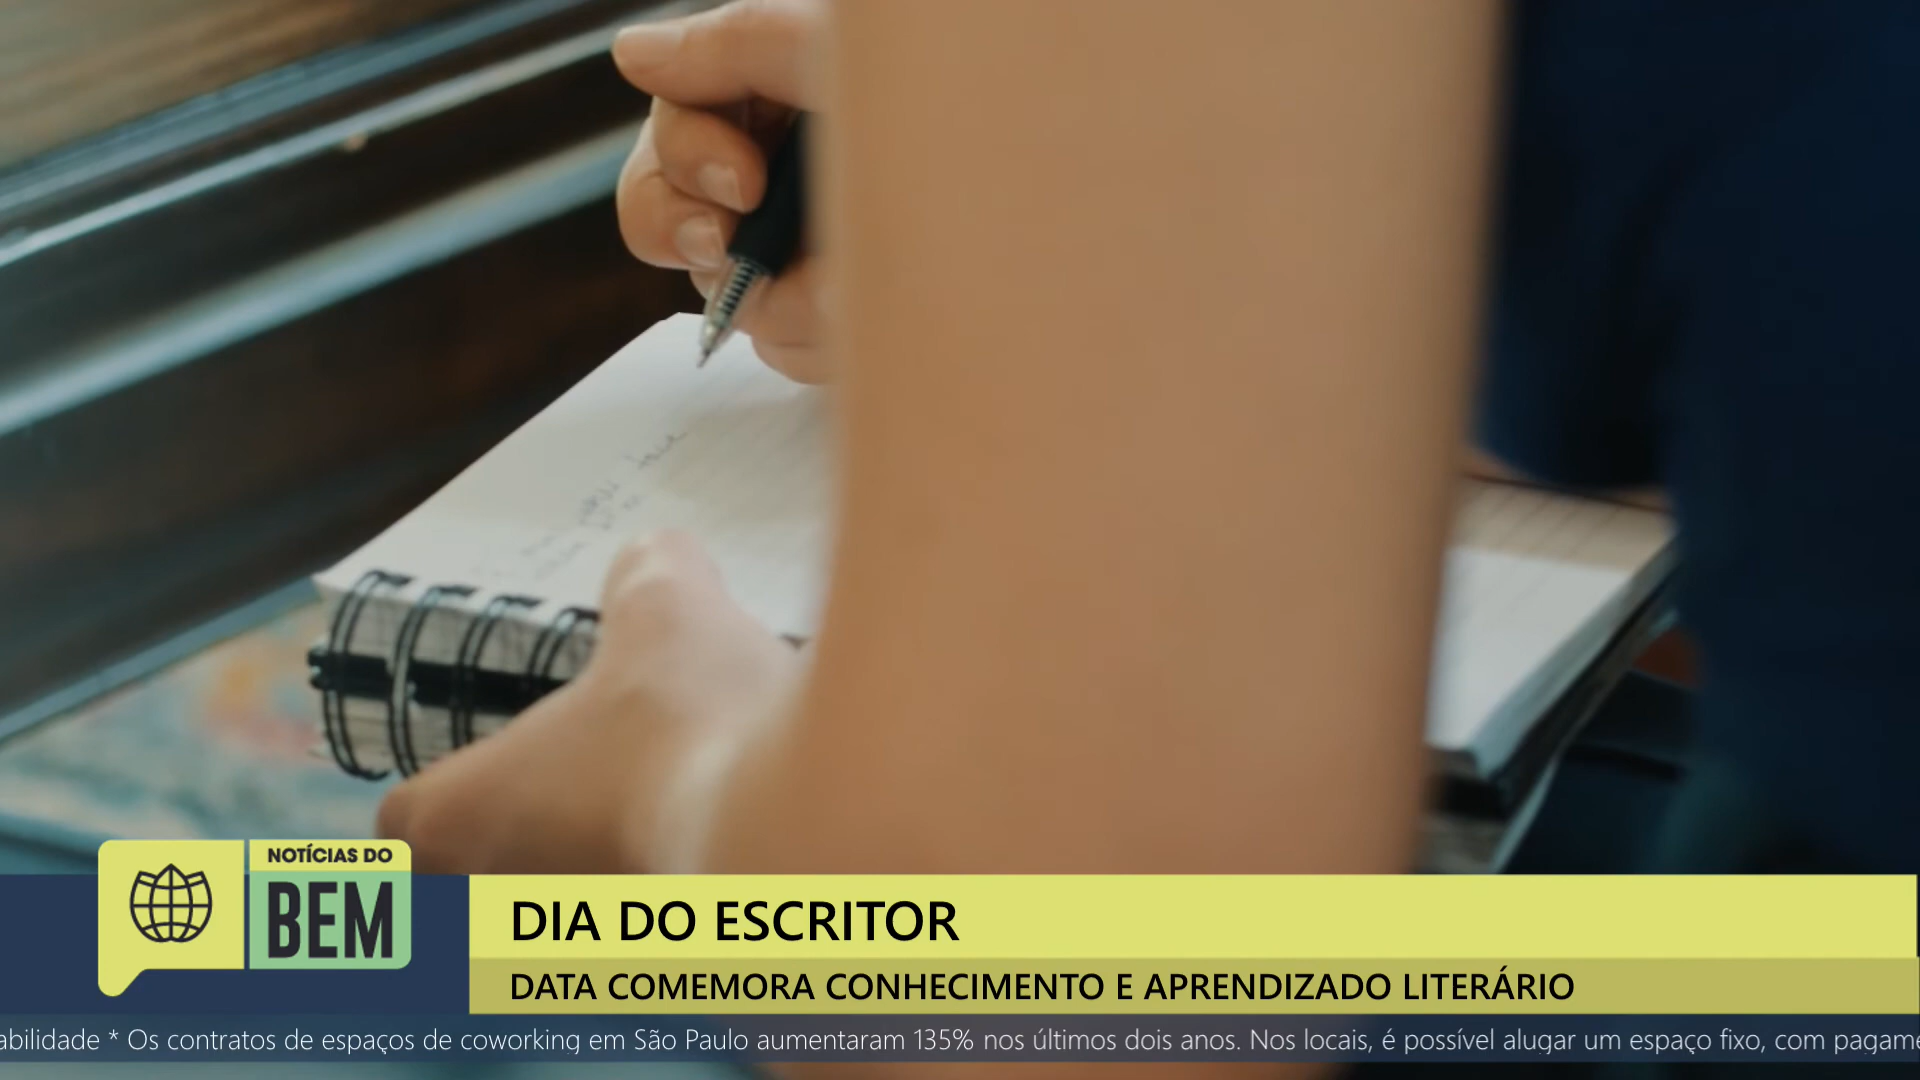 NOTÍCIAS DO
BEM
DIA DO ESCRITOR
DATA COMEMORA CONHECIMENTO E APRENDIZADO LITERÁRIO
abilidade * Os contratos de espaços de coworking em São Paulo aumentaram 135% nos últimos dois anos. Nos locais, é possível alugar um espaço fixo, com pagame